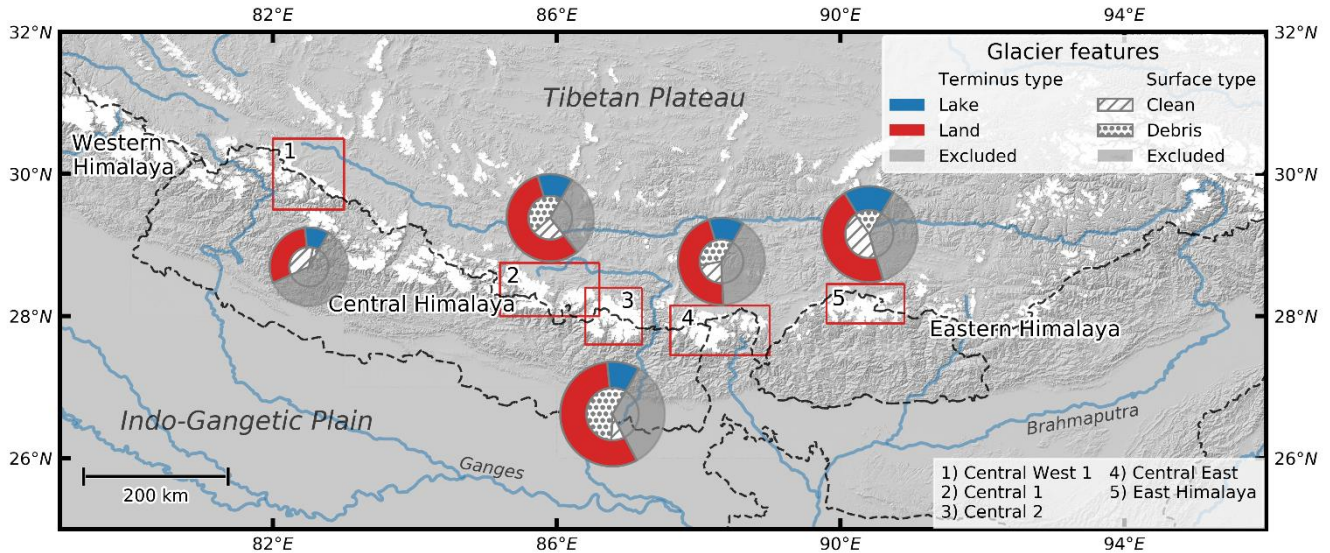 82°E 86°E 90°E 94°E
32°N 32°N
Glacier features
Terminus type Surface type
Lake Clean
Land Debris
Excluded Excluded
Tibetan Plateau
Western
Himalaya
1
30°N 30°N
2
Central Himalaya
3
4
5
Eastern Himalaya
28°N 28°N
Indo-Gangetic Plain
Brahmaputra
Ganges
26°N 26°N
200 km
1) Central West 1 4) Central East
2) Central 1 5) East Himalaya
3) Central 2
82°E 86°E 90°E 94°E